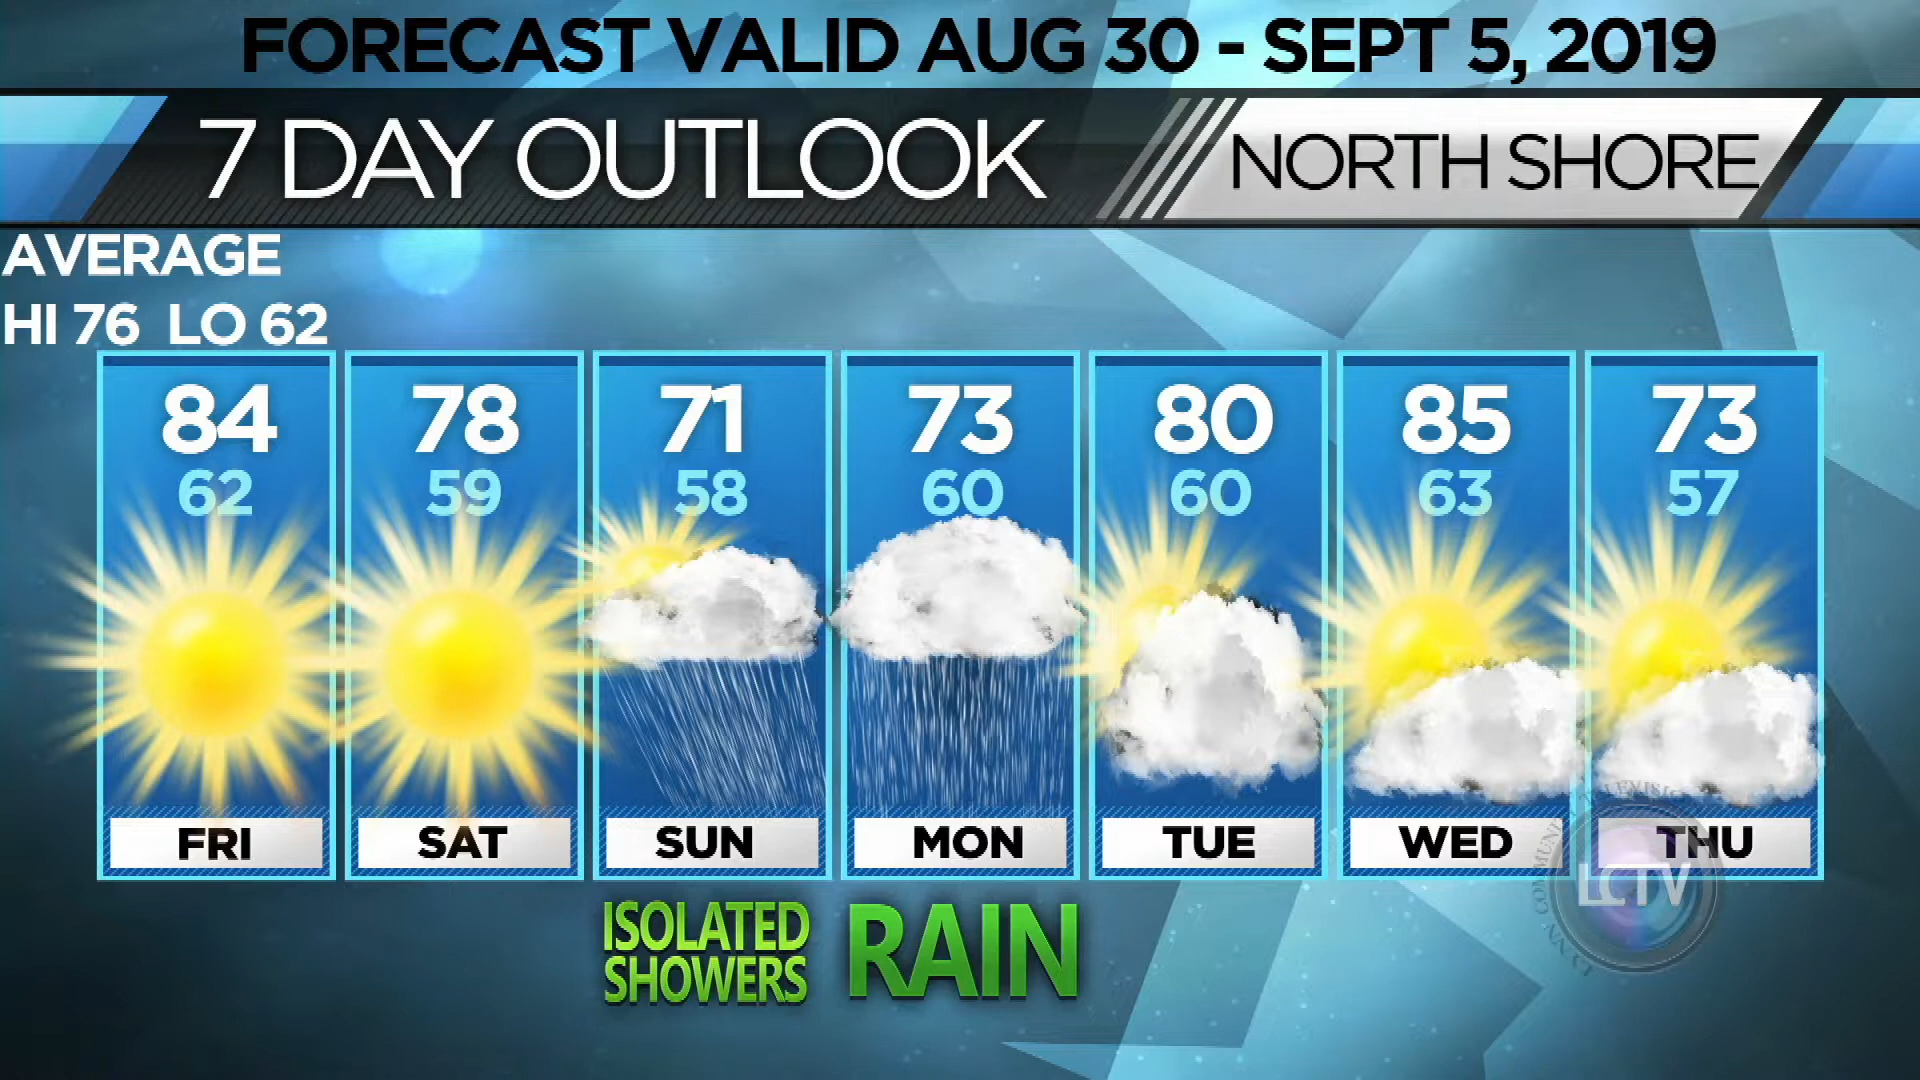 FORECAST VALID AUG 30 - SEPT 5, 2019
7 DAY OUTLOOK
NORTH SHORE
AVERAGE
HI 76 LO 62
84 78 71 73 80 85 73
62 59 58 60 60 63 57
FRI SAT SUN MON TUE WED THU
ISOLATED
SHOWERS
RAIN
LCTV